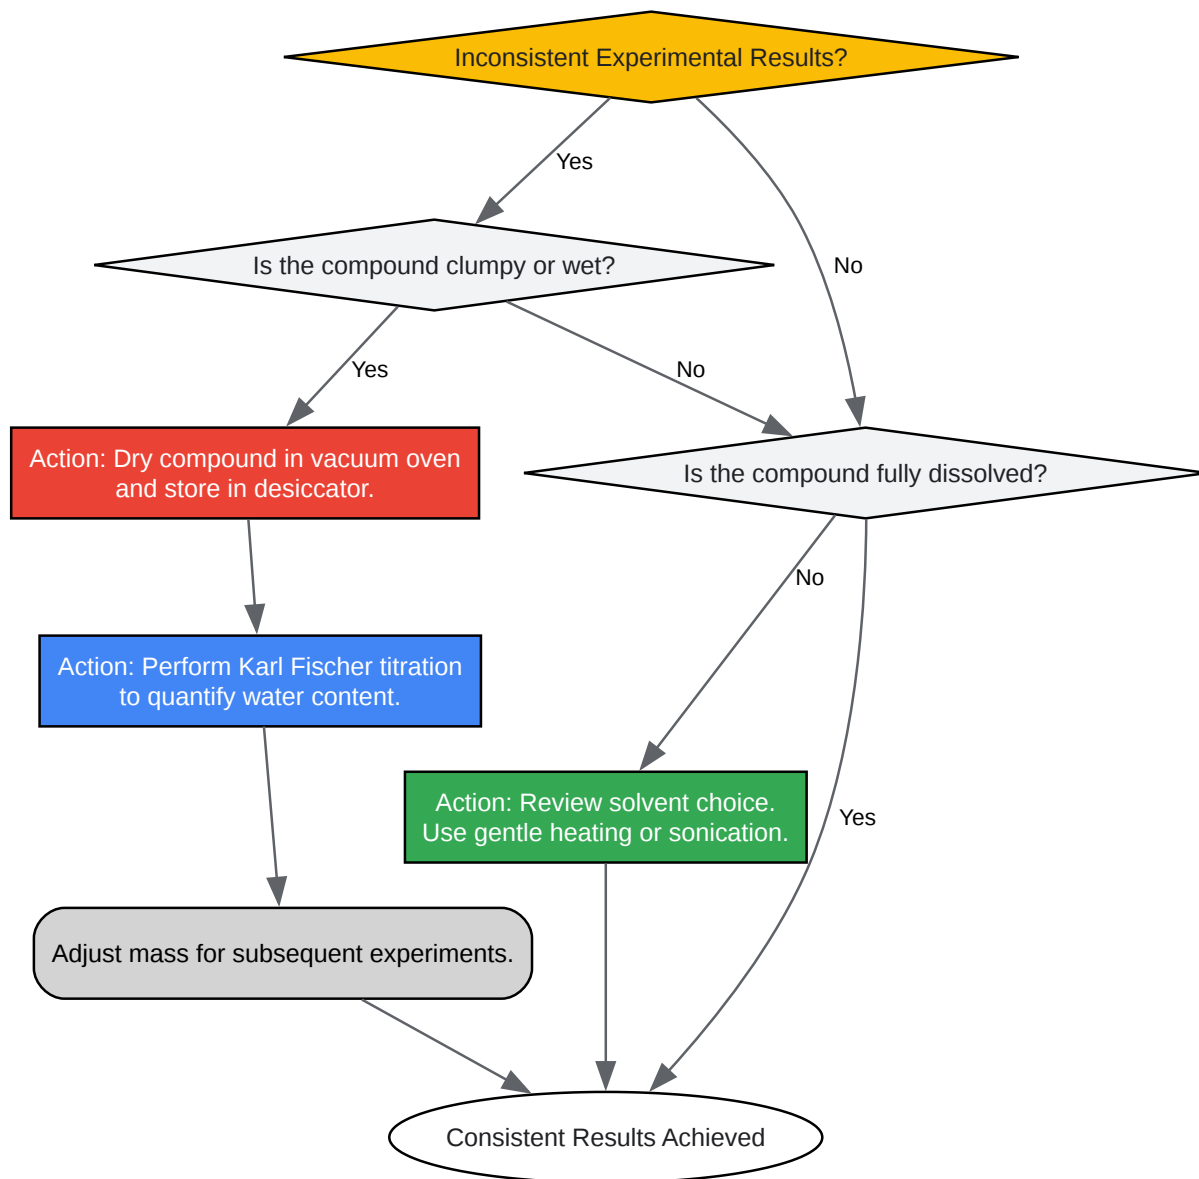 Inconsistent Experimental Results?
Yes
No
Is the compound clumpy or wet?
Yes
No
Action: Dry compound in vacuum oven
and store in desiccator.
Is the compound fully dissolved?
No
Action: Perform Karl Fischer titration
to quantify water content.
Action: Review solvent choice.
Use gentle heating or sonication.
Yes
Adjust mass for subsequent experiments.
Consistent Results Achieved